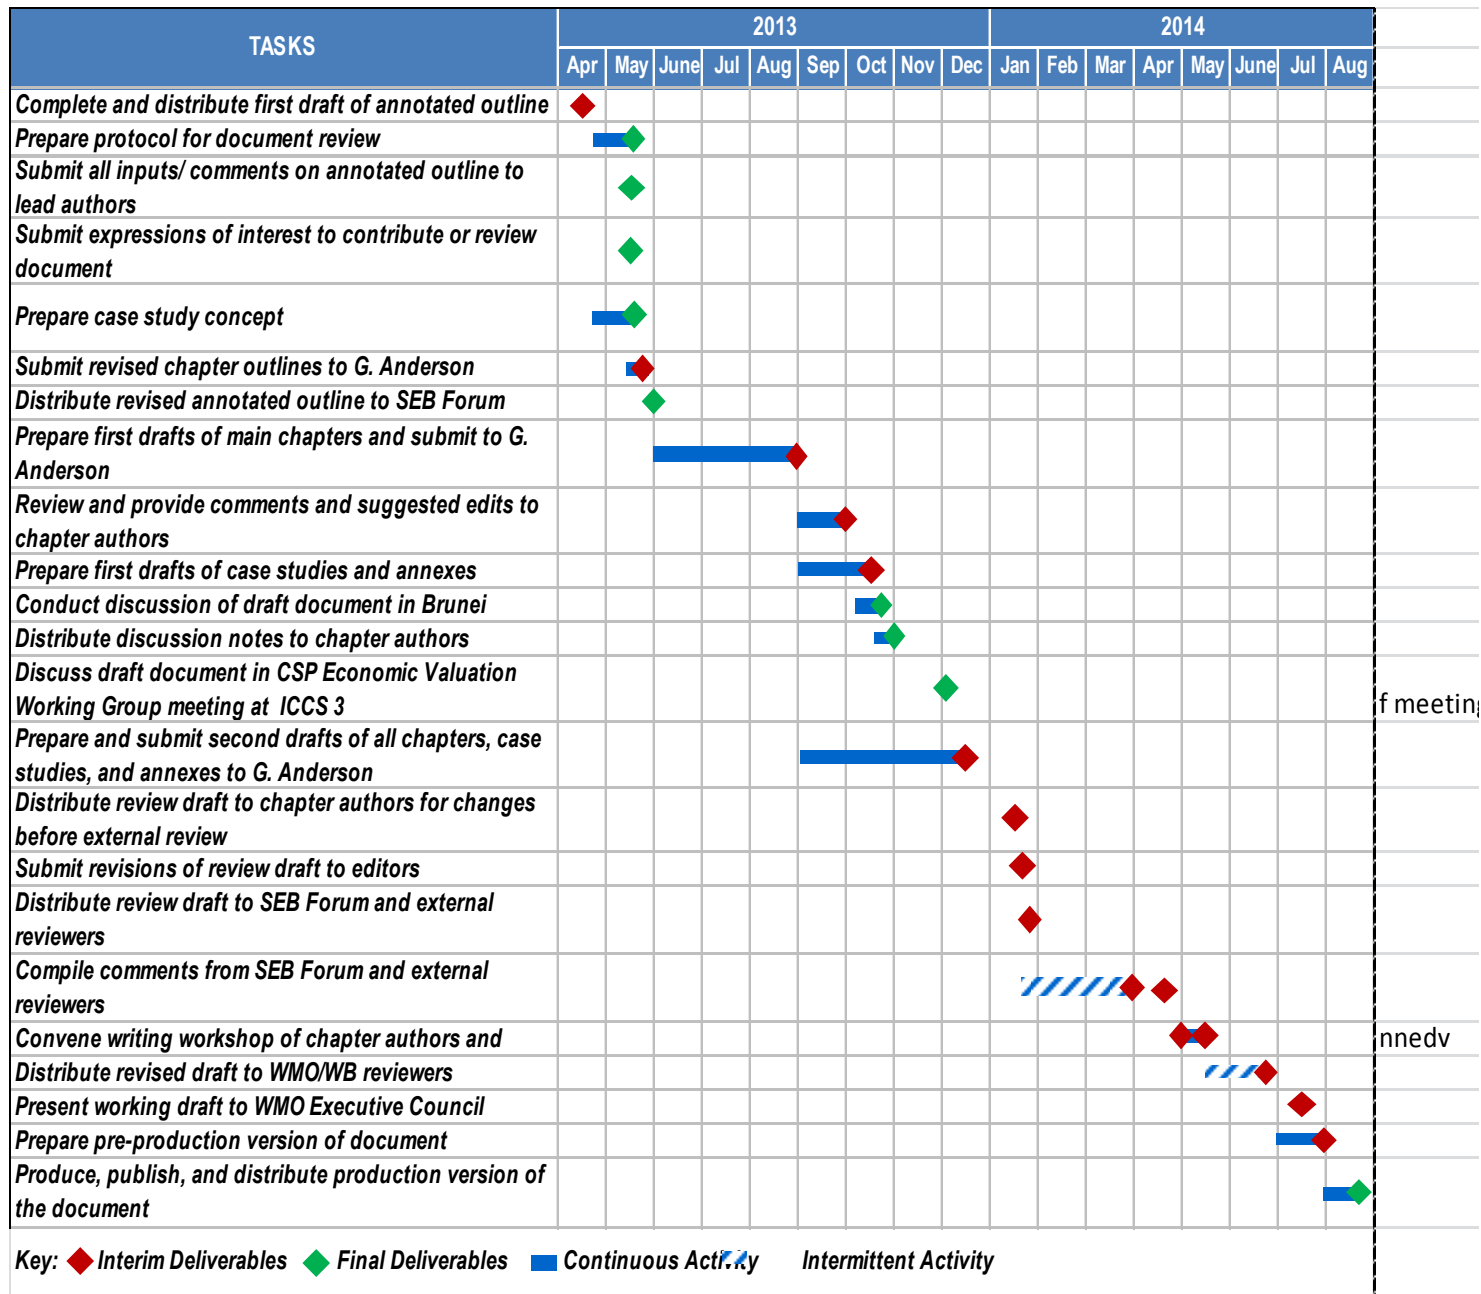 TASKS
2013
2014
Apr May June Jul Aug Sep Oct Nov Dec Jan Feb Mar Apr May June Jul Aug
Complete and distribute first draft of annotated outline
Prepare protocol for document review
Submit all inputs/ comments on annotated outline to
lead authors
Submit expressions of interest to contribute or review
document
Prepare case study concept
Submit revised chapter outlines to G. Anderson
Distribute revised annotated outline to SEB Forum
Prepare first drafts of main chapters and submit to G.
Anderson
Review and provide comments and suggested edits to
chapter authors
Prepare first drafts of case studies and annexes
Conduct discussion of draft document in Brunei
Distribute discussion notes to chapter authors
Discuss draft document in CSP Economic Valuation
Working Group meeting at ICCS 3
f meeting
Prepare and submit second drafts of all chapters, case
studies, and annexes to G. Anderson
Distribute review draft to chapter authors for changes
before external review
Submit revisions of review draft to editors
Distribute review draft to SEB Forum and external
reviewers
Compile comments from SEB Forum and external
reviewers
Convene writing workshop of chapter authors and
nnedv
Distribute revised draft to WMO/WB reviewers
Present working draft to WMO Executive Council
Prepare pre-production version of document
Produce, publish, and distribute production version of
the document
Key: Interim Deliverables Final Deliverables Continuous Activity Intermittent Activity